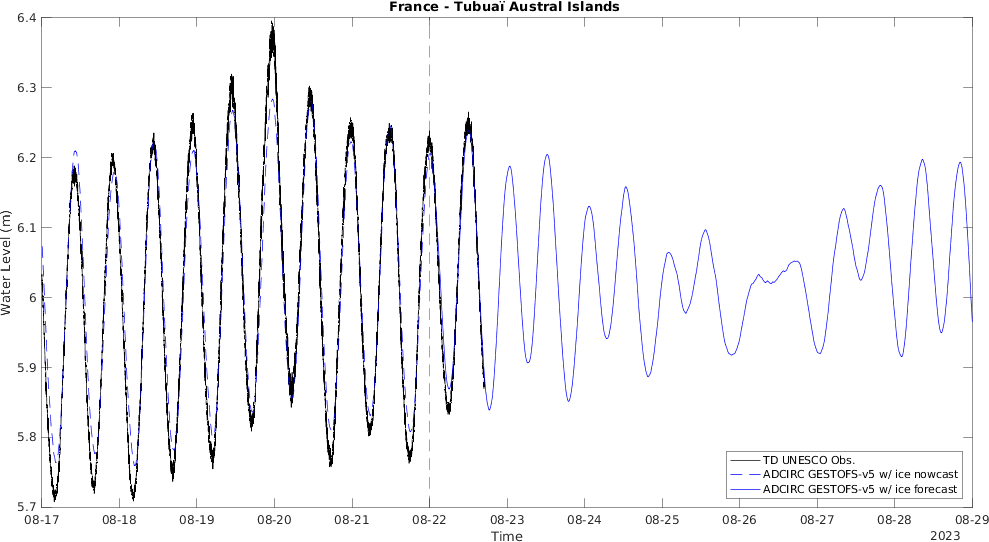 France - Tubuaï Austral Islands
Water Level (m)
6.4
6.3
6.2
6.1
6
5.9
5.8
5.7
TD UNESCO Obs.
ADCIRC GESTOFS-v5 w/ ice nowcast
ADCIRC GESTOFS-v5 w/ ice forecast
08-17 08-18 08-19 08-20 08-21 08-22 08-23 08-24 08-25 08-26 08-27 08-28 08-29
Time
2023